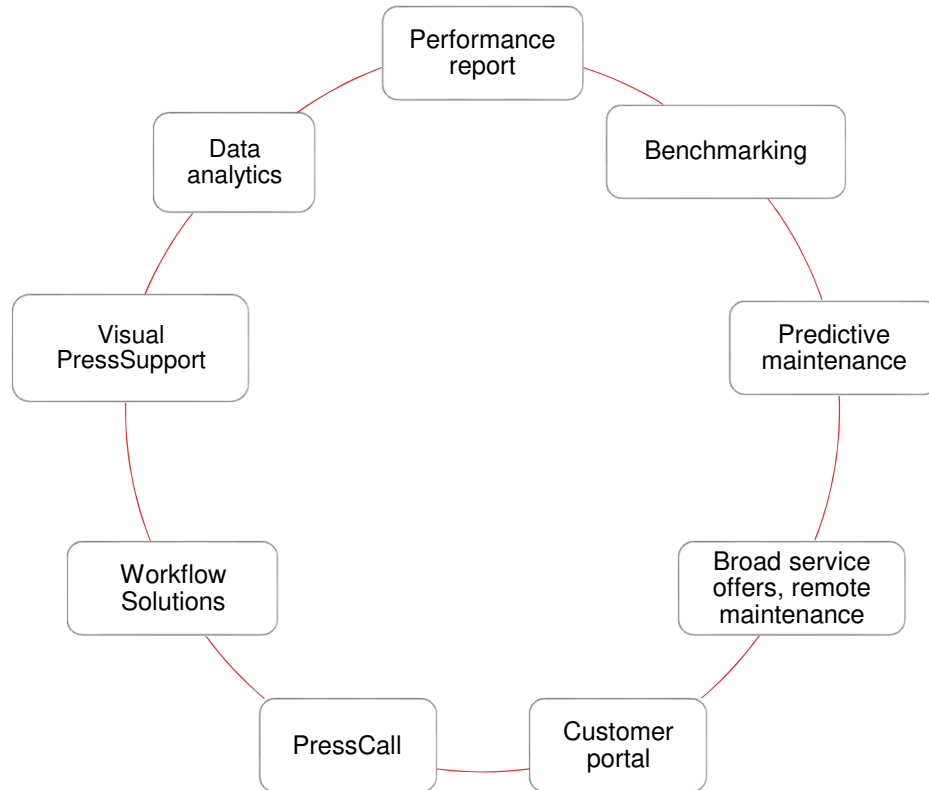 Performance
report
Benchmarking
Predictive
maintenance
Broad service
offers, remote
maintenance
Customer
portal
PressCall
Workflow
Solutions
Visual
PressSupport
Data
analytics